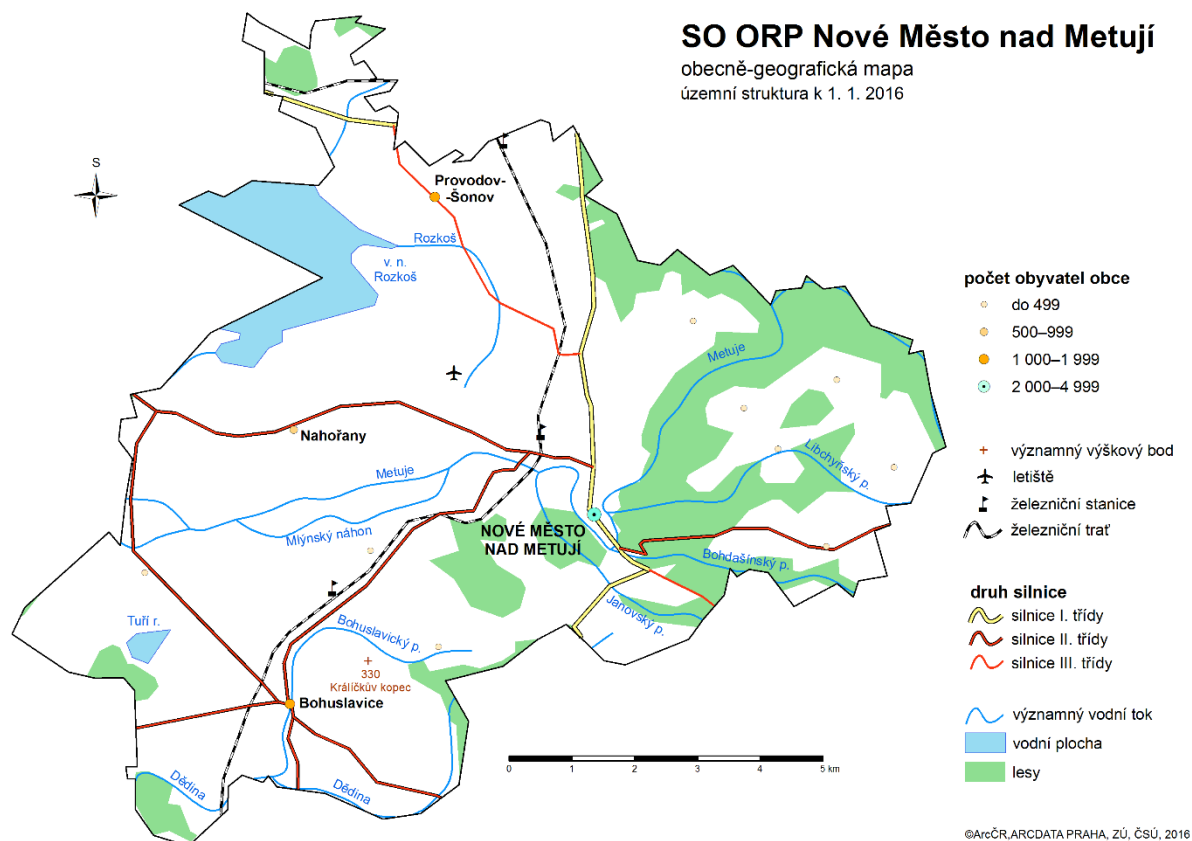 SO ORP Nové Město nad Metují
obecně-geografická mapa
územní struktura k 1. 1. 2016
S
Provodov-
-Šonov
Rozkoš
v. n.
Rozkoš
Metuje
Nahořany
Libchyňský p.
Metuje
Mlýnský náhon
NOVÉ MĚSTO
NAD METUJÍ
Bohdašínský p.
Janovský p.
Tuří r.
Bohuslavický p.
330
Králíčkův kopec
Bohuslavice
Dědina
Dědina
0 1 2 3 4 5 km
počet obyvatel obce
do 499
500–999
1 000–1 999
2 000–4 999
významný výškový bod
letiště
železniční stanice
železniční trať
druh silnice
silnice I. třídy
silnice II. třídy
silnice III. třídy
významný vodní tok
vodní plocha
lesy
©ArcČR,ARCDATA PRAHA, ZÚ, ČSÚ, 2016